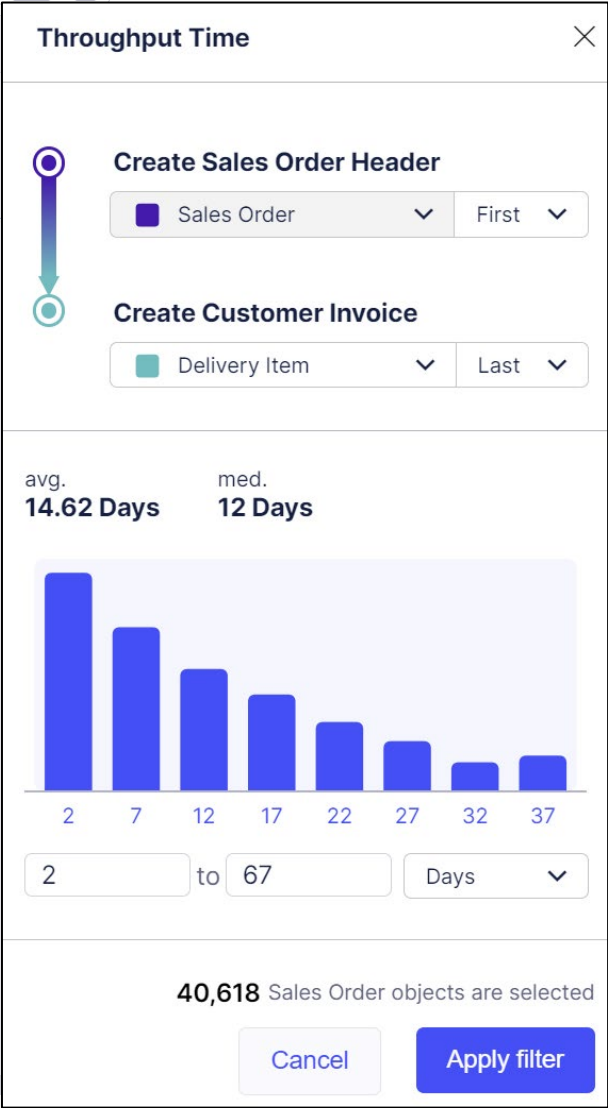 Throughput Time
Create Sales Order Header
Sales Order First
Create Customer Invoice
Delivery Item Last
avg. med.
14.62 Days 12 Days
2 7 12 17 22 27 32 37
2 to 67 Days
40,618 Sales Order objects are selected
Cancel Apply filter